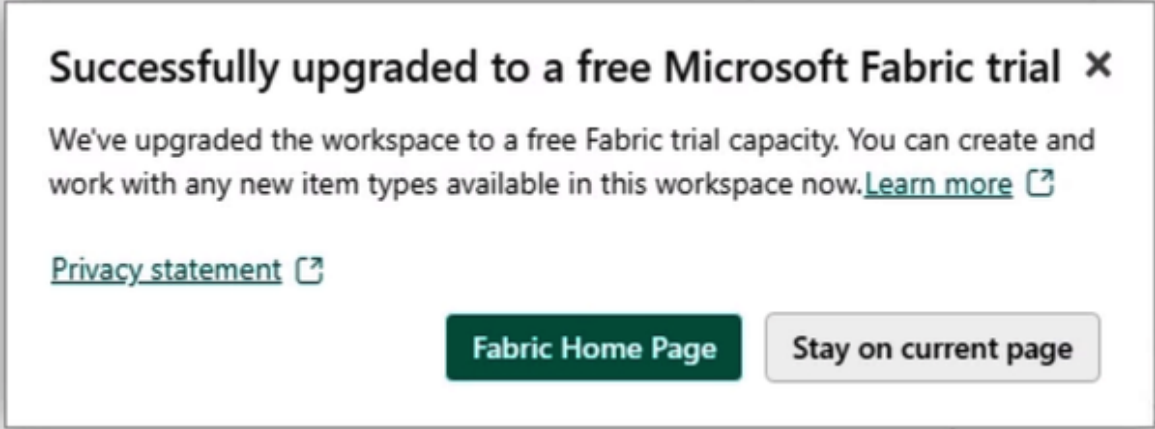 Successfully upgraded to a free Microsoft Fabric trial
We've upgraded the workspace to a free Fabric trial capacity. You can create and
work with any new item types available in this workspace now.Learn more
Privacy statement
Fabric Home Page
Stay on current page